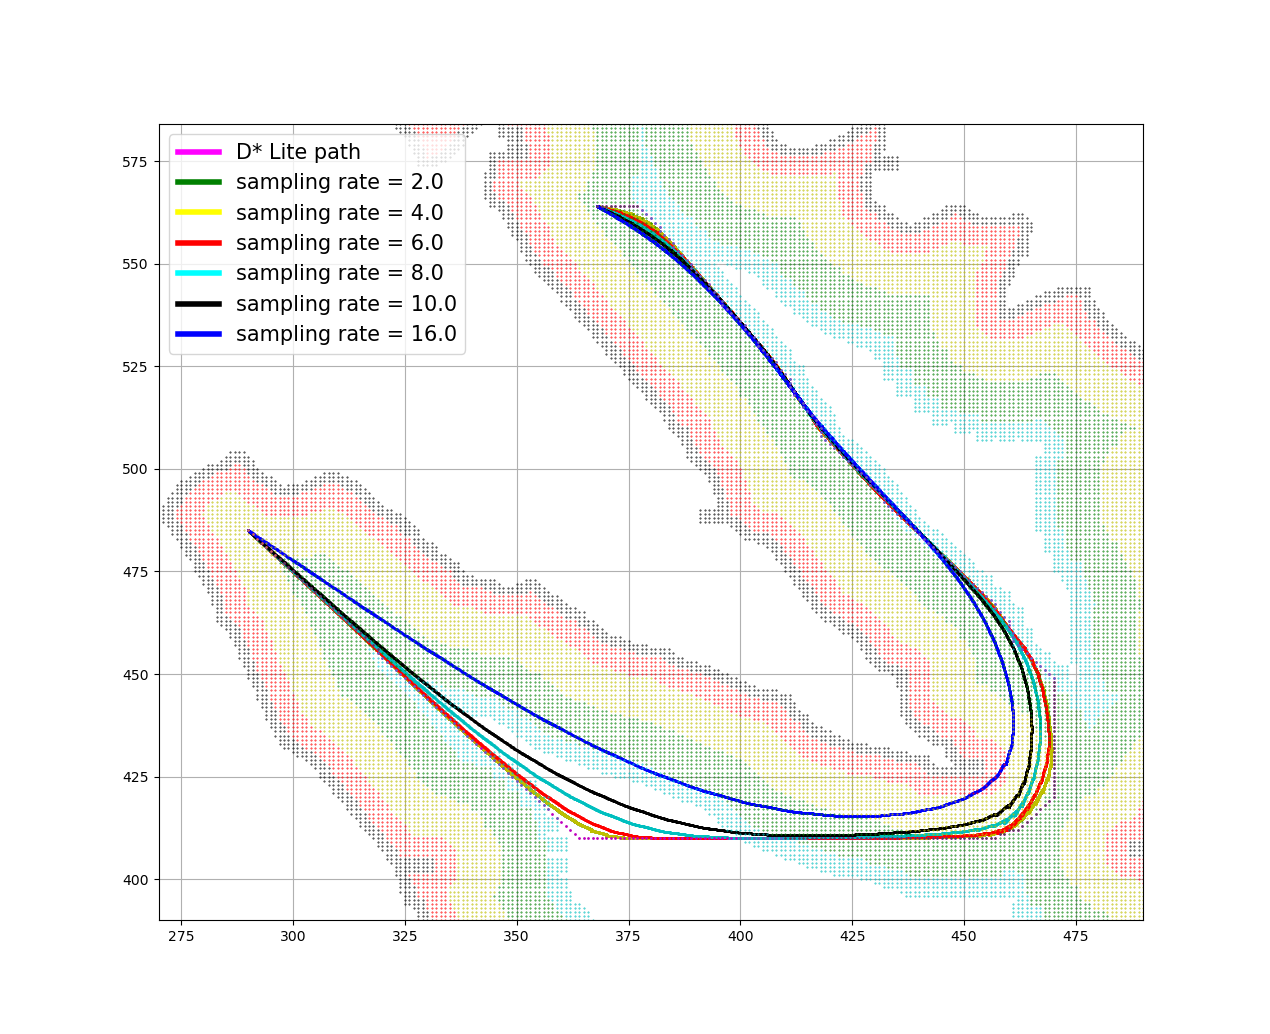 D* Lite path
sampling rate = 2.0
sampling rate = 4.0
sampling rate = 6.0
sampling rate = 8.0
sampling rate = 10.0
sampling rate = 16.0
575
550
525
500
475
450
425
400
275 300 325 350 375 400 425 450 475